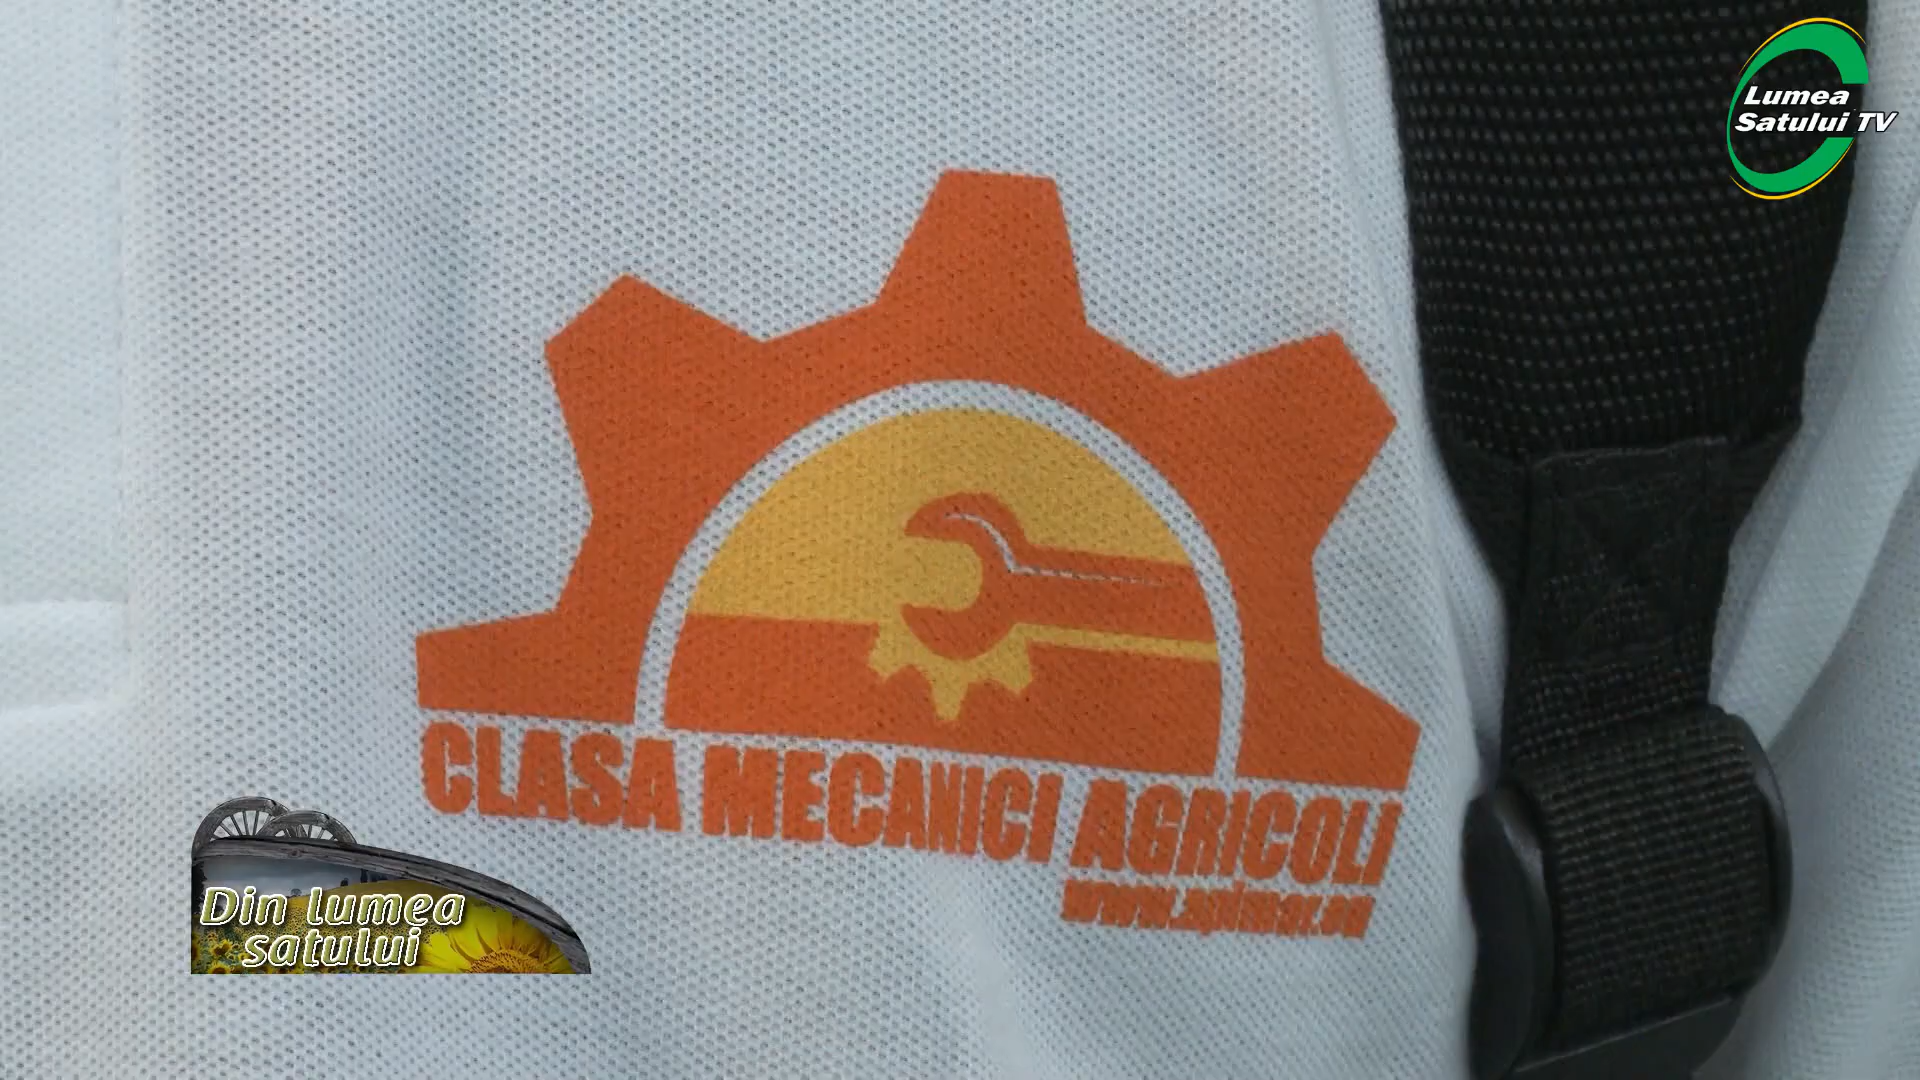 Lumea
Satului TV
CLASA MECANICI AGRICOLI
Din lumea
satului